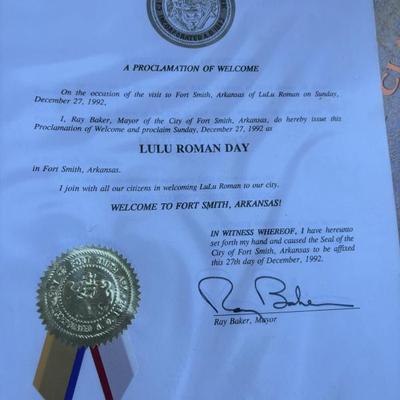 INCORPORATED
A PROCLAMATION OF WELCOME
On the occasion of the visit to Fort Smith, Arkansas of LuLu Roman on Sunday,
December 27, 1992,
I, Ray Baker, Mayor of the City of Fort Smith, Arkansas, do hereby issue this
Proclamation of Welcome and proclaim Sunday, December 27, 1992 as
LULU ROMAN DAY
in Fort Smith, Arkansas.
I join with all our citizens in welcoming LuLu Roman to our city.
WELCOME TO FORT SMITH, ARKANSAS!
IN WITNESS WHEREOF, I have hereunto
set forth my hand and caused the Seal of the
City of Fort Smith, Arkansas to be affixed
this 27th day of December, 1992.
Ray Baker
Ray Baker, Mayor